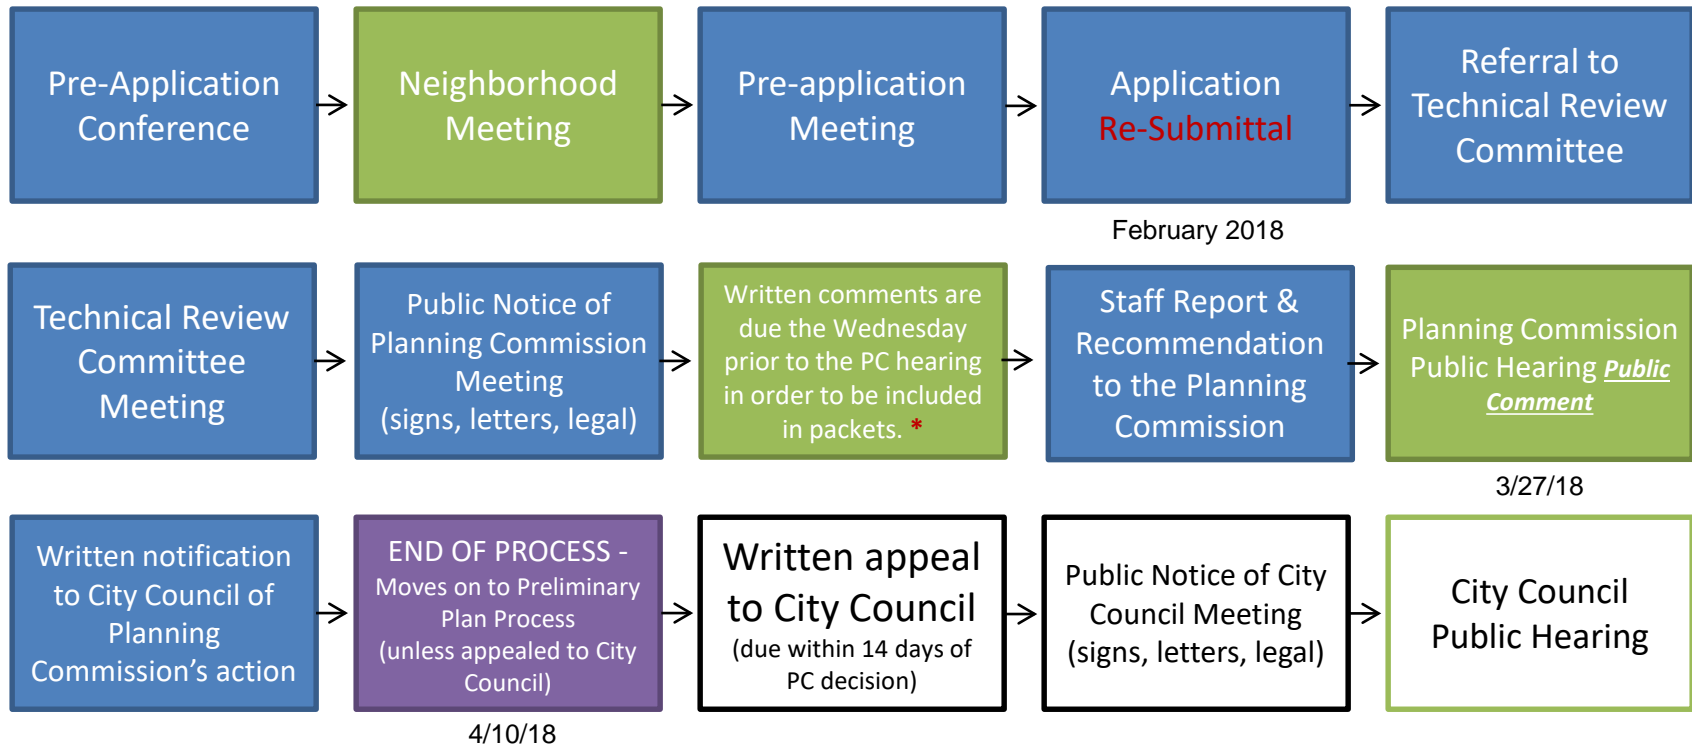 Pre-Application
Conference
Neighborhood
Meeting
Pre-application
Meeting
Application
Re-Submittal
Referral to
Technical Review
Committee
February 2018
Technical Review
Committee
Meeting
Public Notice of
Planning Commission
Meeting
(signs, letters, legal)
Written comments are
due the Wednesday
prior to the PC hearing
in order to be included
in packets. *
Staff Report &
Recommendation
to the Planning
Commission
Planning Commission
Public Hearing Public
Comment
3/27/18
Written notification
to City Council of
Planning
Commission’s action
END OF PROCESS -
Moves on to Preliminary
Plan Process
(unless appealed to City
Council)
Written appeal
to City Council
(due within 14 days of
PC decision)
Public Notice of City
Council Meeting
(signs, letters, legal)
City Council
Public Hearing
4/10/18